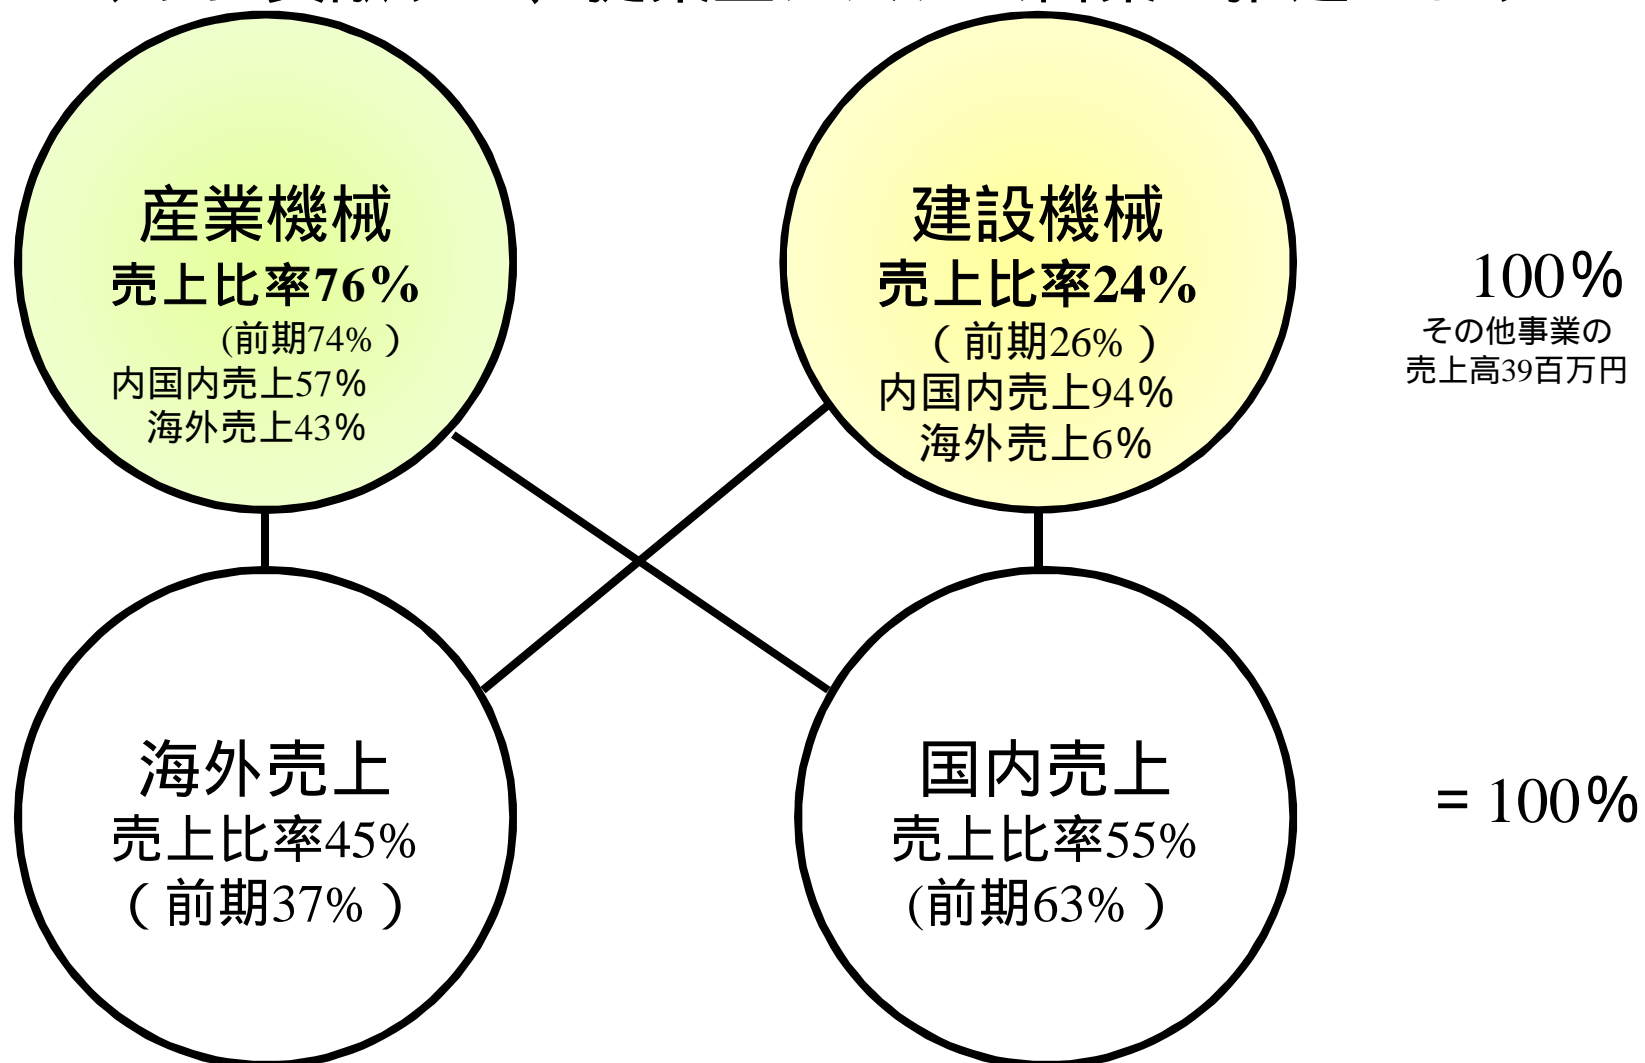 産業機械
売上比率76%
(前期74% )
内国内売上57%
海外売上43%
建設機械
売上比率24%
( 前期26% )
内国内売上94%
海外売上6%
100%
その他事業の
売上高39百万円
海外売上
売上比率45%
( 前期37% )
国内売上
売上比率55%
(前期63% )
= 100%